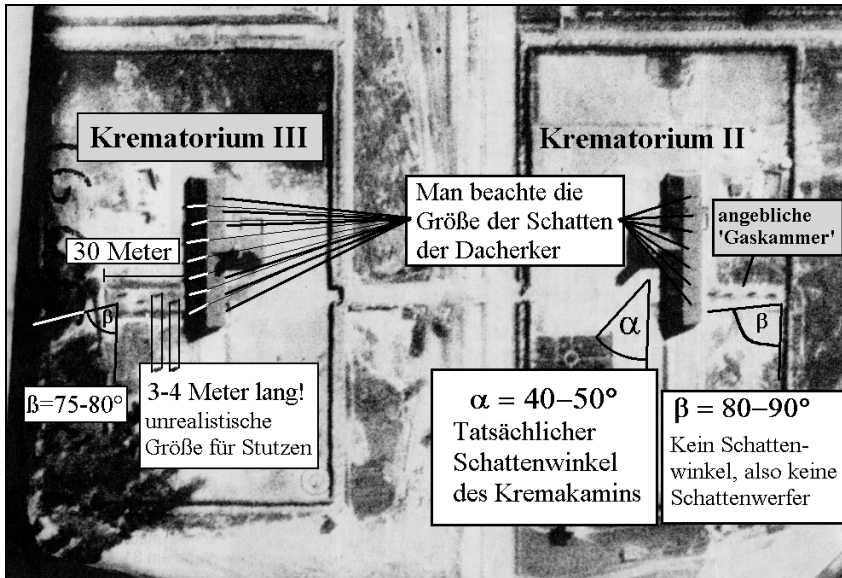 Krematorium III
Krematorium II
Man beachte die
Größe der Schatten
der Dacherker
angebliche
'Gaskammer'
30 Meter
β
α
β
ß=75-80°
3-4 Meter lang!
unrealistische
Größe für Stutzen
α = 40–50°
Tatsächlicher
Schattenwinkel
des Kremakamins
β = 80–90°
Kein Schatten-
winkel, also keine
Schattenwerfer